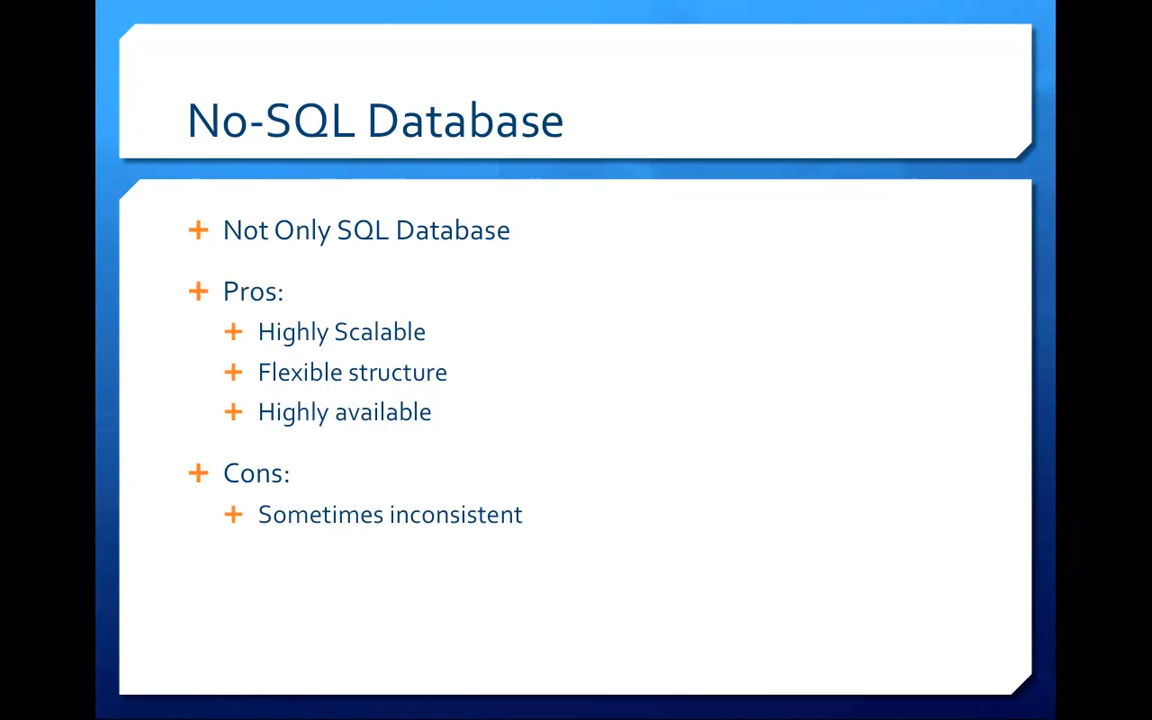 No-SQL Database
Not Only SQL Database
Pros:
Highly Scalable
Flexible structure
Highly available
Cons:
Sometimes inconsistent